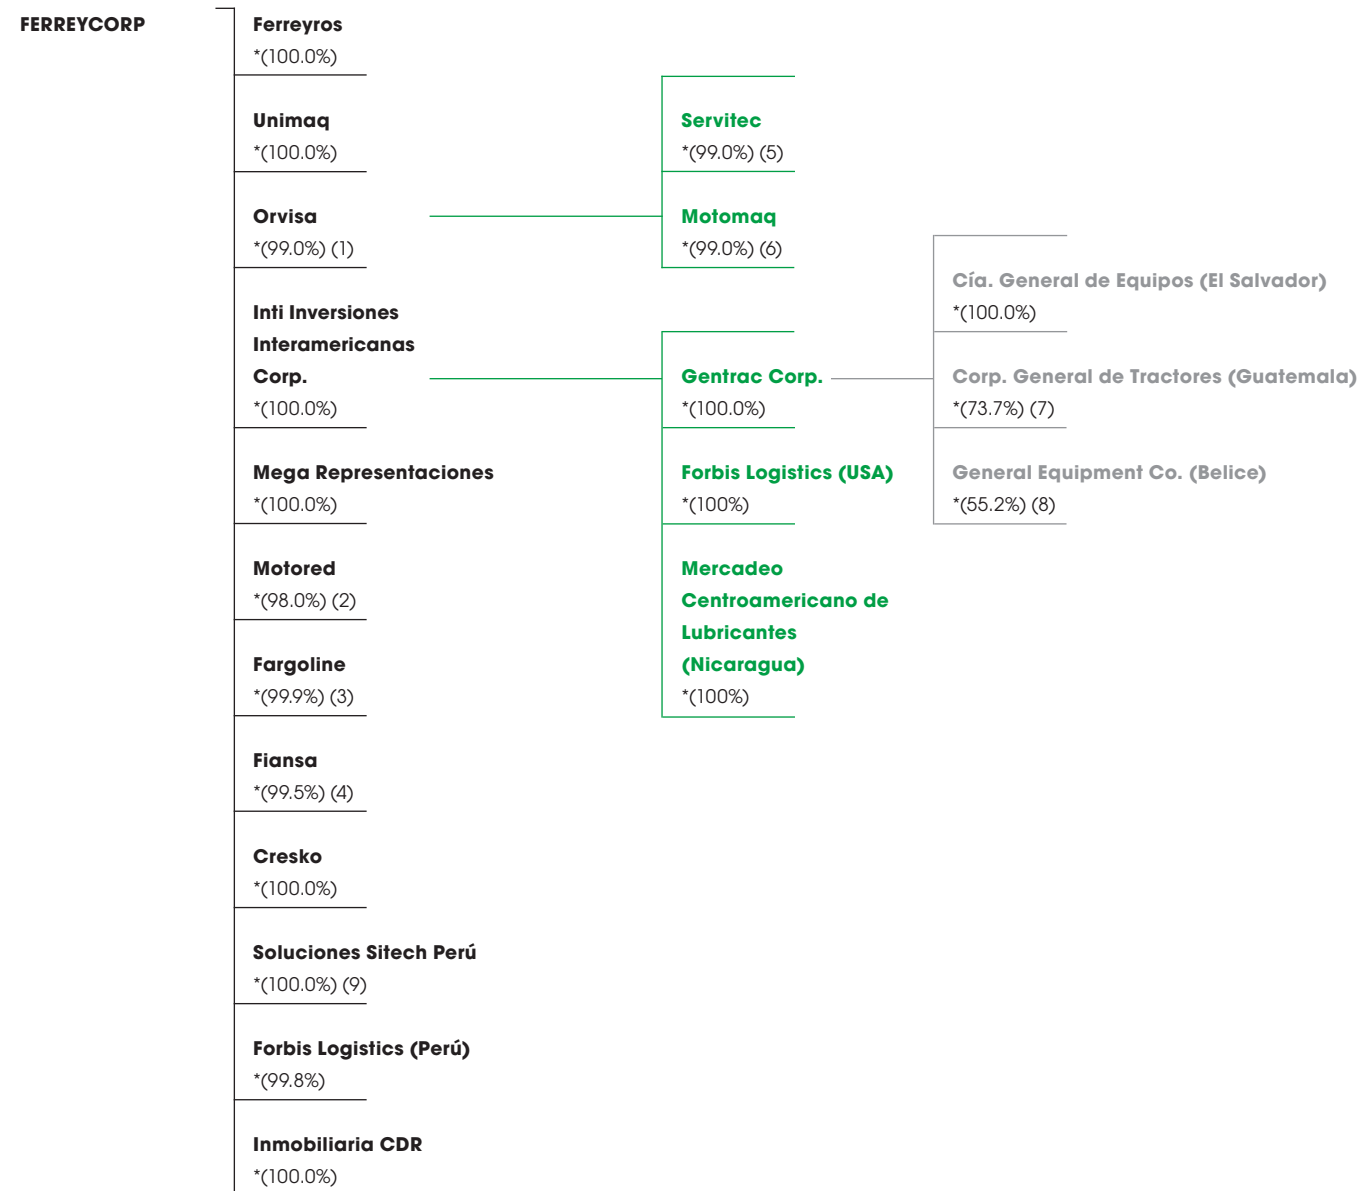 FERREYCORP
Ferreyros
*(100.0%)
Unimaq
*(100.0%)
Orvisa
*(99.0%) (1)
Inti Inversiones
Interamericanas
Corp.
*(100.0%)
Mega Representaciones
*(100.0%)
Motored
*(98.0%) (2)
Fargoline
*(99.9%) (3)
Fiansa
*(99.5%) (4)
Cresko
*(100.0%)
Soluciones Sitech Perú
*(100.0%) (9)
Forbis Logistics (Perú)
*(99.8%)
Inmobiliaria CDR
*(100.0%)
Servitec
*(99.0%) (5)
Motomaq
*(99.0%) (6)
Gentrac Corp.
*(100.0%)
Forbis Logistics (USA)
*(100%)
Mercadeo
Centroamericano de
Lubricantes
(Nicaragua)
*(100%)
Cía. General de Equipos (El Salvador)
*(100.0%)
Corp. General de Tractores (Guatemala)
*(73.7%) (7)
General Equipment Co. (Belice)
*(55.2%) (8)